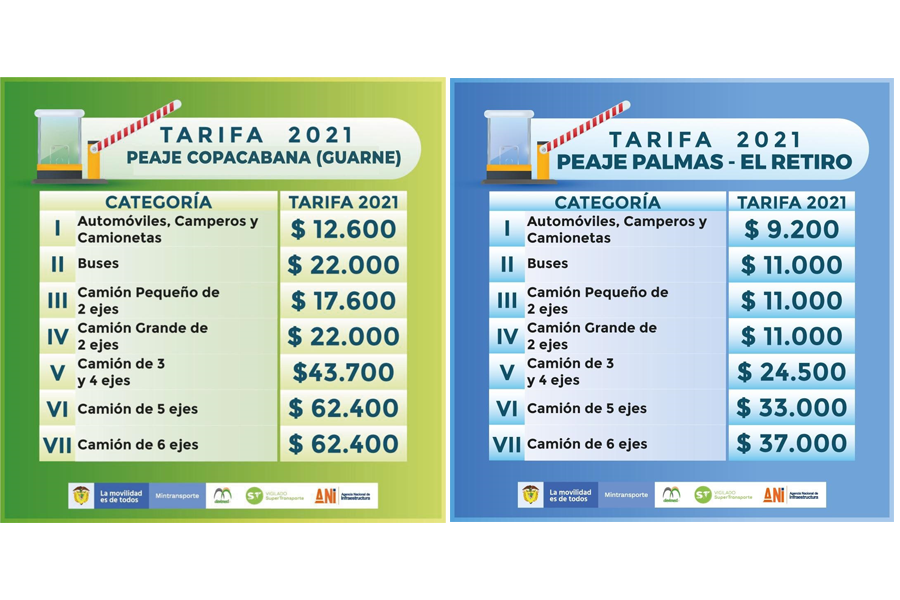 TARIFA 2021
PEAJE COPACABANA (GUARNE)
CATEGORÍA TARIFA 2021
I Automóviles, Camperos y
Camionetas $ 12.600
II Buses $ 22.000
III Camión Pequeño de
2 ejes $ 17.600
IV Camión Grande de
2 ejes $ 22.000
V Camión de 3
y 4 ejes $43.700
VI Camión de 5 ejes $ 62.400
VII Camión de 6 ejes $ 62.400
La movilidad
es de todos
Mintransporte
VIGILADO
SuperTransporte
ANI
Agencia Nacional de
Infraestructura
TARIFA 2021
PEAJE PALMAS - EL RETIRO
CATEGORÍA TARIFA 2021
I Automóviles, Camperos y
Camionetas $ 9.200
II Buses $ 11.000
III Camión Pequeño de
2 ejes $ 11.000
IV Camión Grande de
2 ejes $ 11.000
V Camión de 3
y 4 ejes $ 24.500
VI Camión de 5 ejes $ 33.000
VII Camión de 6 ejes $ 37.000
La movilidad
es de todos
Mintransporte
VIGILADO
SuperTransporte
ANI
Agencia Nacional de
Infraestructura